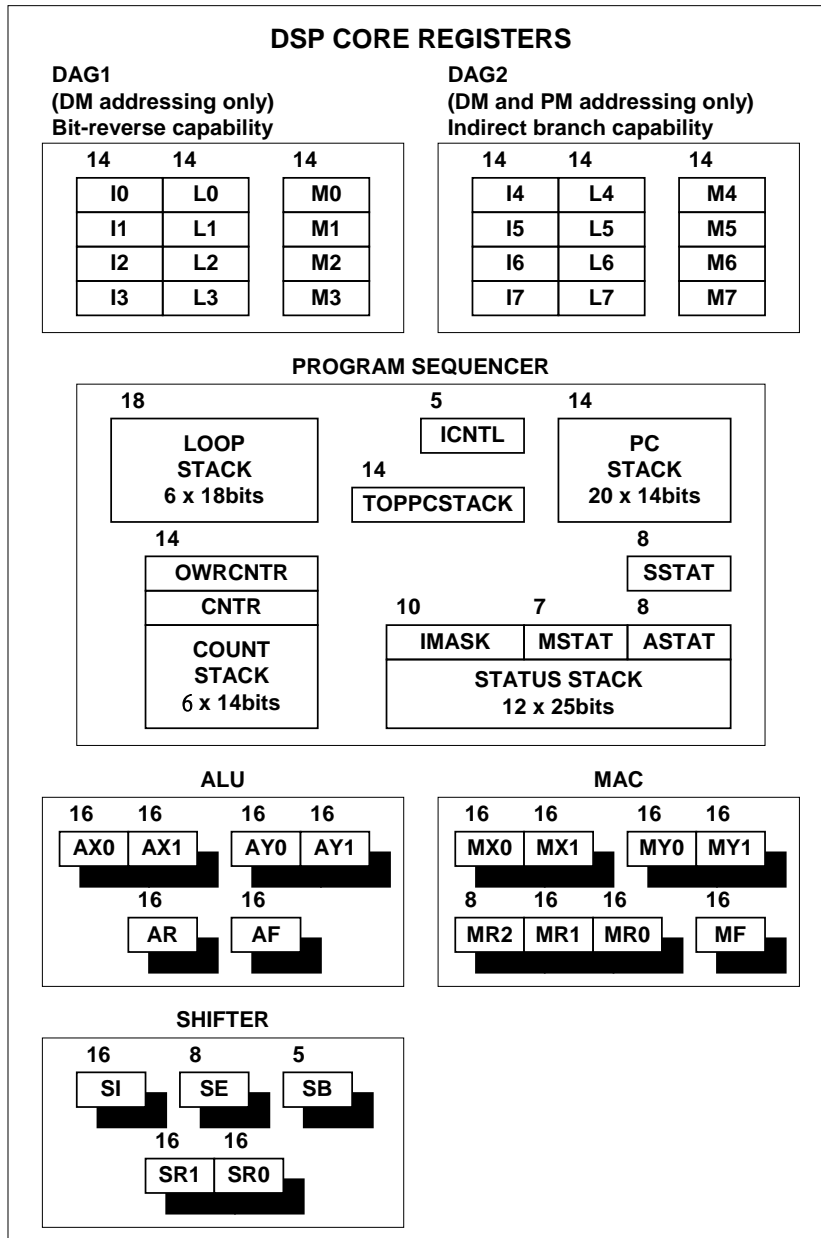 DSP CORE REGISTERS
DAG1
(DM addressing only)
Bit-reverse capability
14 14 14
I0 L0 M0
I1 L1 M1
I2 L2 M2
I3 L3 M3
DAG2
(DM and PM addressing only)
Indirect branch capability
14 14 14
I4 L4 M4
I5 L5 M5
I6 L6 M6
I7 L7 M7
PROGRAM SEQUENCER
18
LOOP
STACK
6 x 18bits
5
ICNTL
14
TOPPCSTACK
14
PC
STACK
20 x 14bits
14
OWRCNTR
CNTR
COUNT
STACK
6 x 14bits
8
SSTAT
10 7 8
IMASK MSTAT ASTAT
STATUS STACK
12 x 25bits
ALU
16 16 16 16
AX0 AX1 AY0 AY1
16 16
AR AF
MAC
16 16 16 16
MX0 MX1 MY0 MY1
8 16 16 16
MR2 MR1 MR0 MF
SHIFTER
16 8 5
SI SE SB
16 16
SR1 SR0